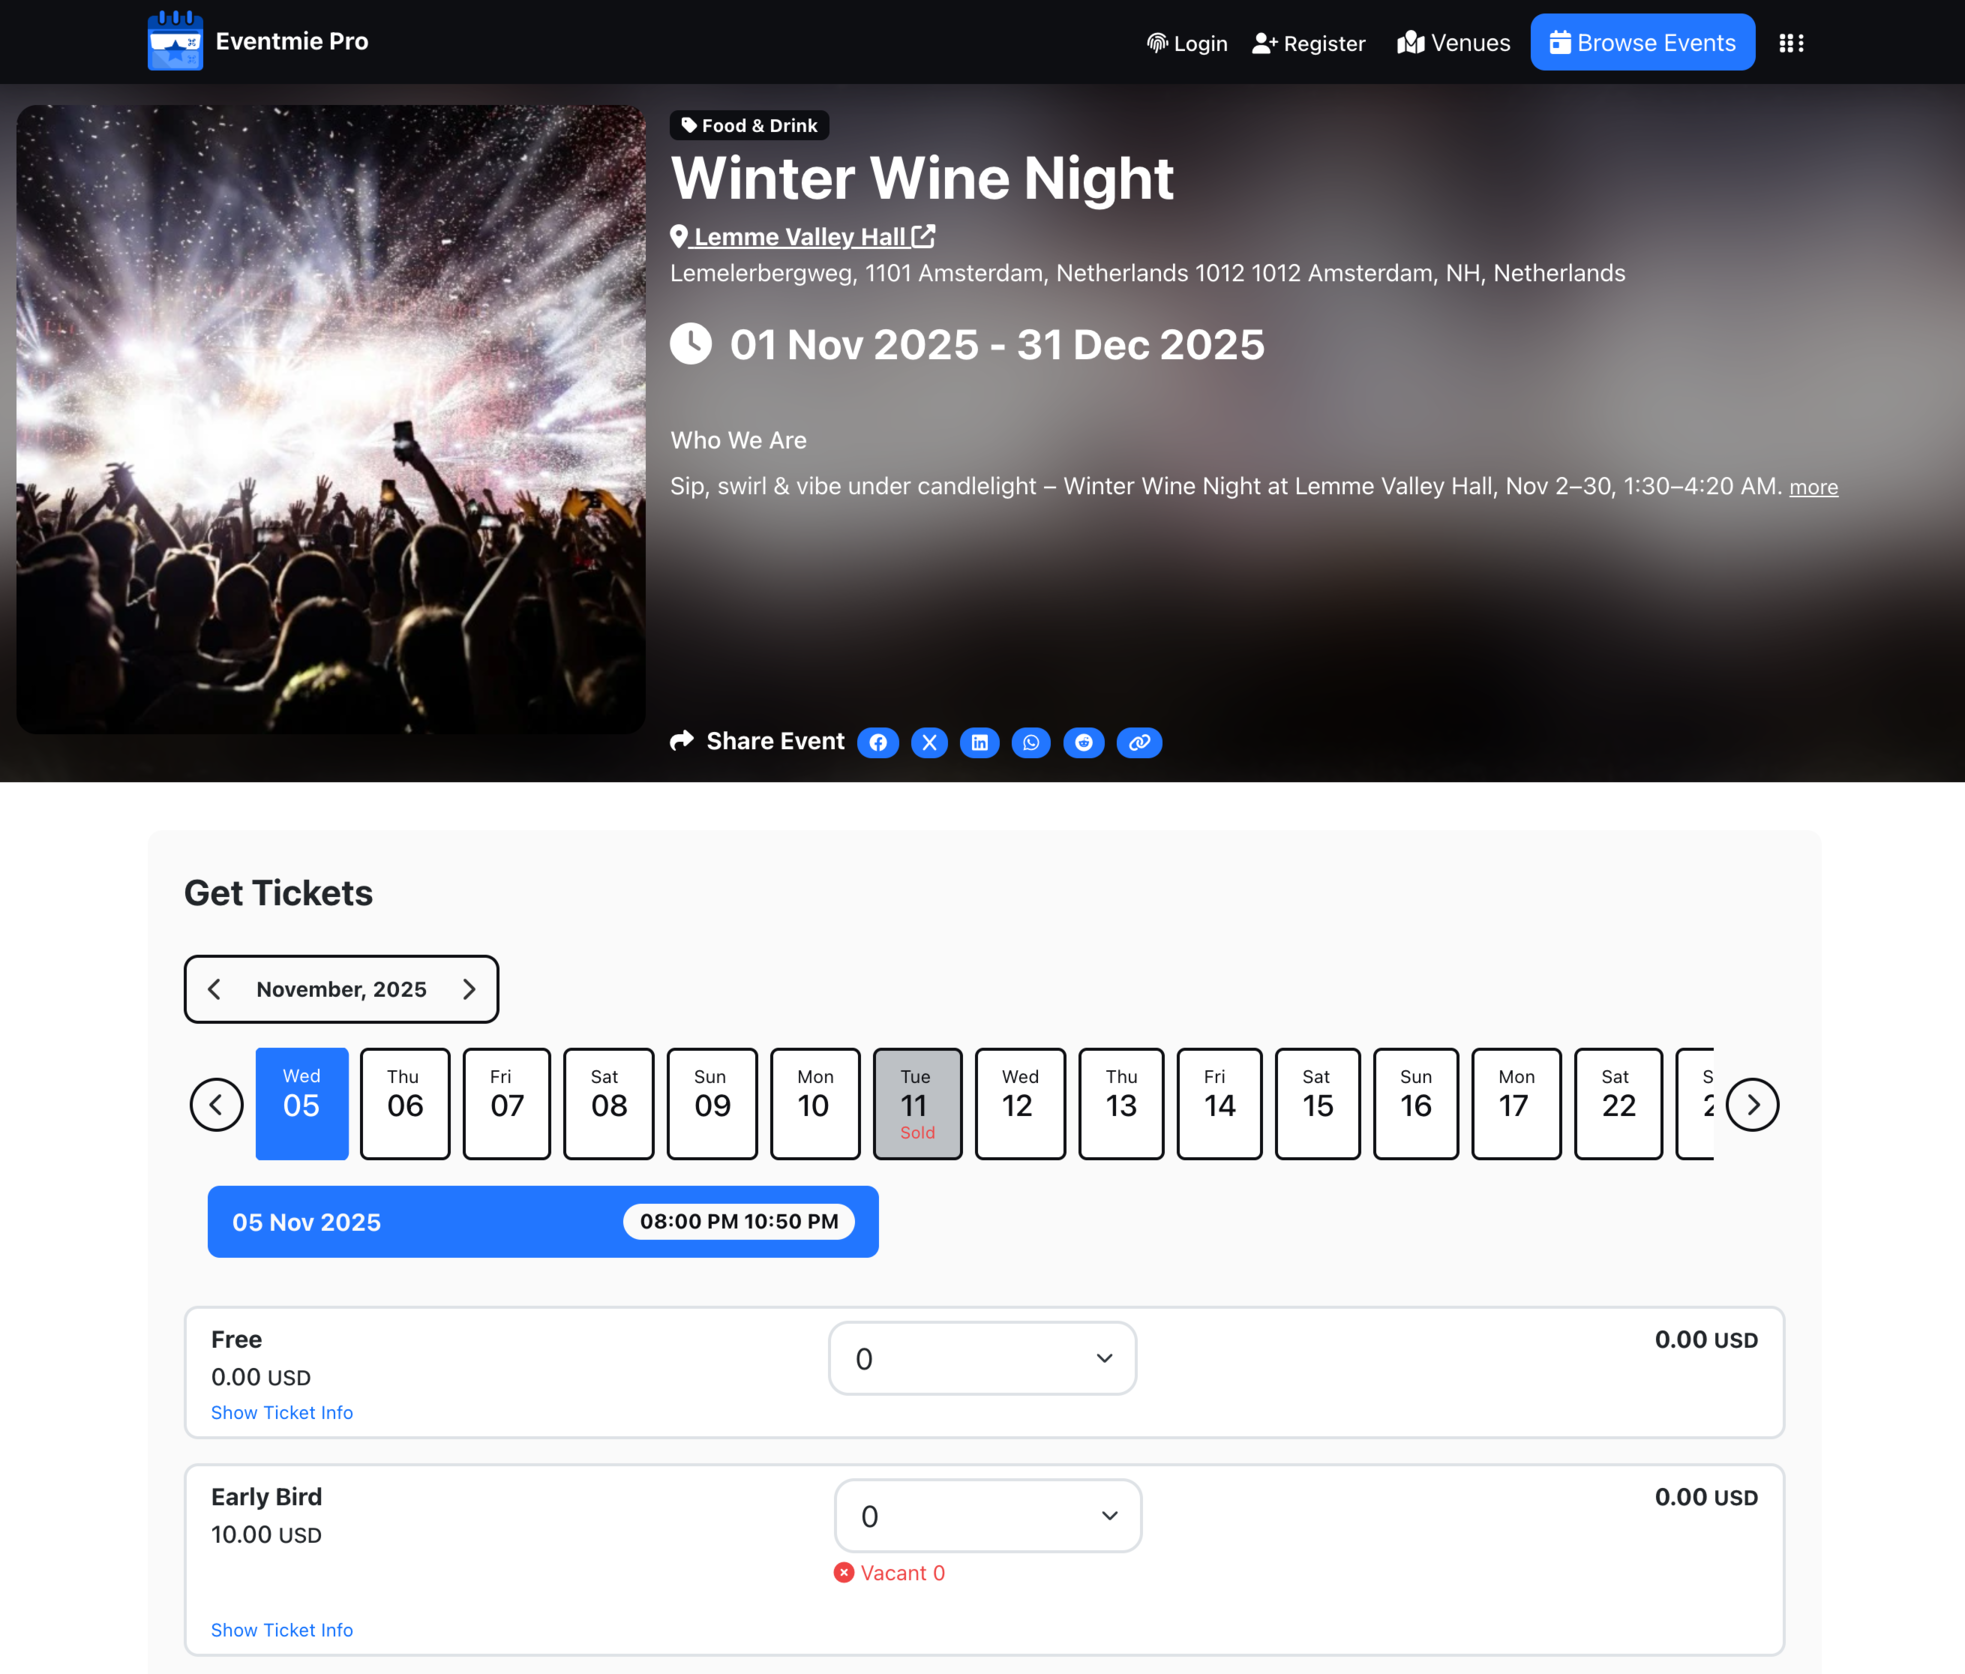 Eventmie Pro
Login Register Venues Browse Events
Food & Drink
Winter Wine Night
Lemme Valley Hall
Lemelerbergweg, 1101 Amsterdam, Netherlands 1012 1012 Amsterdam, NH, Netherlands
01 Nov 2025 - 31 Dec 2025
Who We Are
Sip, swirl & vibe under candlelight – Winter Wine Night at Lemme Valley Hall, Nov 2–30, 1:30–4:20 AM. more
Share Event
Get Tickets
November, 2025
Wed Thu Fri Sat Sun Mon Tue Wed Thu Fri Sat Sun Mon Sat
05 06 07 08 09 10 11 12 13 14 15 16 17 22
Sold
05 Nov 2025 08:00 PM 10:50 PM
Free 0 0.00 USD
0.00 USD
Show Ticket Info
Early Bird 0 0.00 USD
10.00 USD
Vacant 0
Show Ticket Info